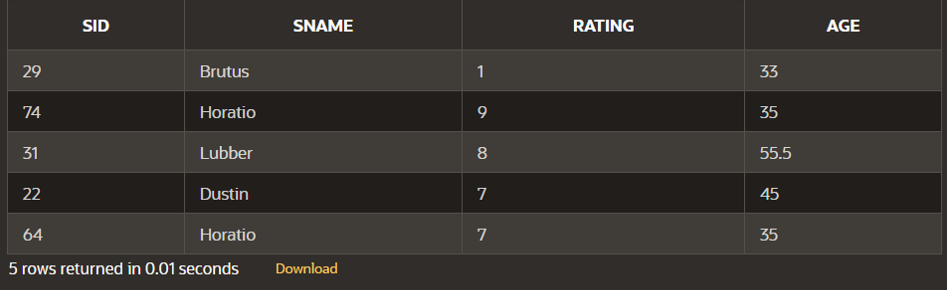 SID SNAME RATING AGE
29 Brutus 1 33
74 Horatio 9 35
31 Lubber 8 55.5
22 Dustin 7 45
64 Horatio 7 35
5 rows returned in 0.01 seconds Download